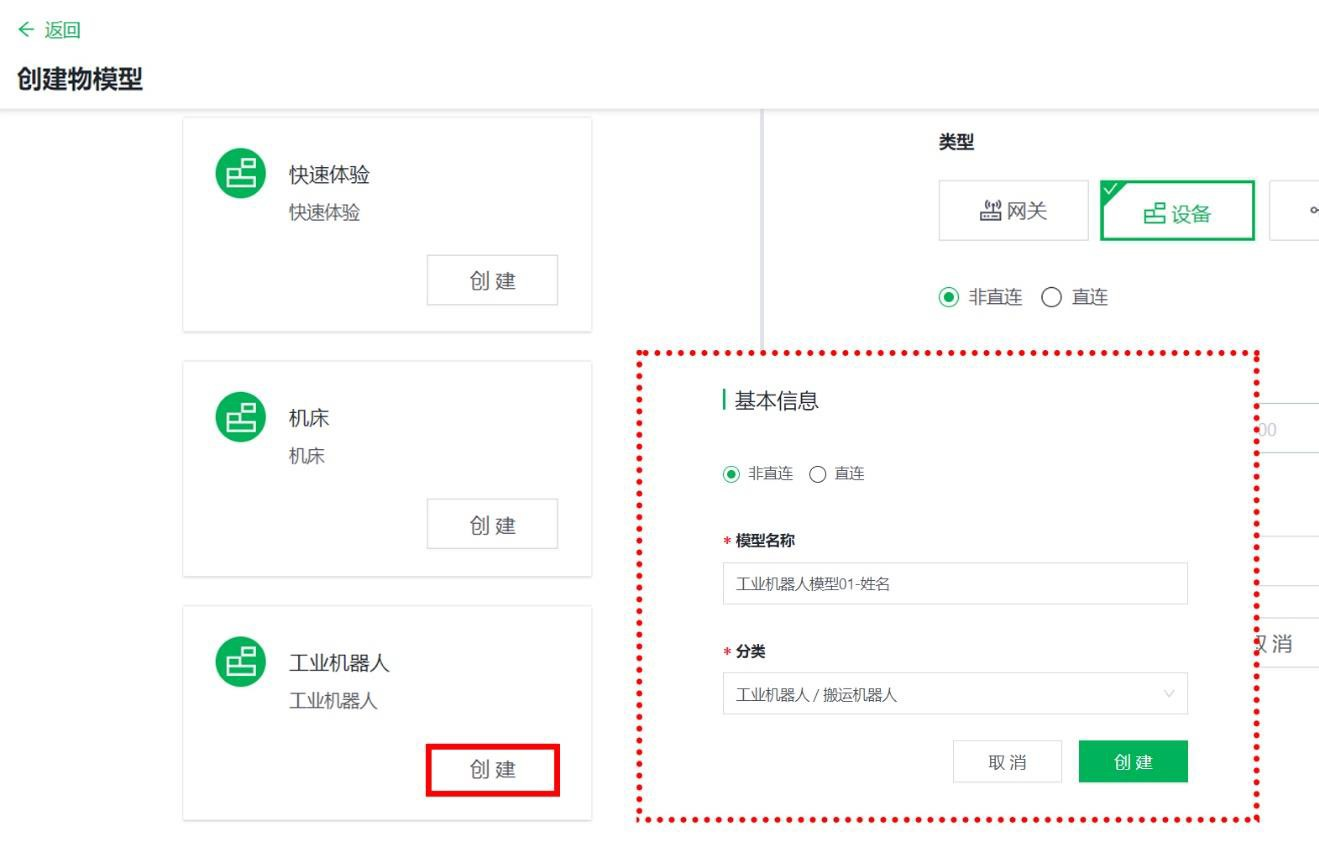 返回
创建物模型
快速体验
快速体验
创建
机床
机床
创建
工业机器人
工业机器人
创建
类型
网关
设备
非直连 直连
基本信息
非直连 直连
* 模型名称
工业机器人模型01-姓名
* 分类
工业机器人 / 搬运机器人
取消 创建
00
消